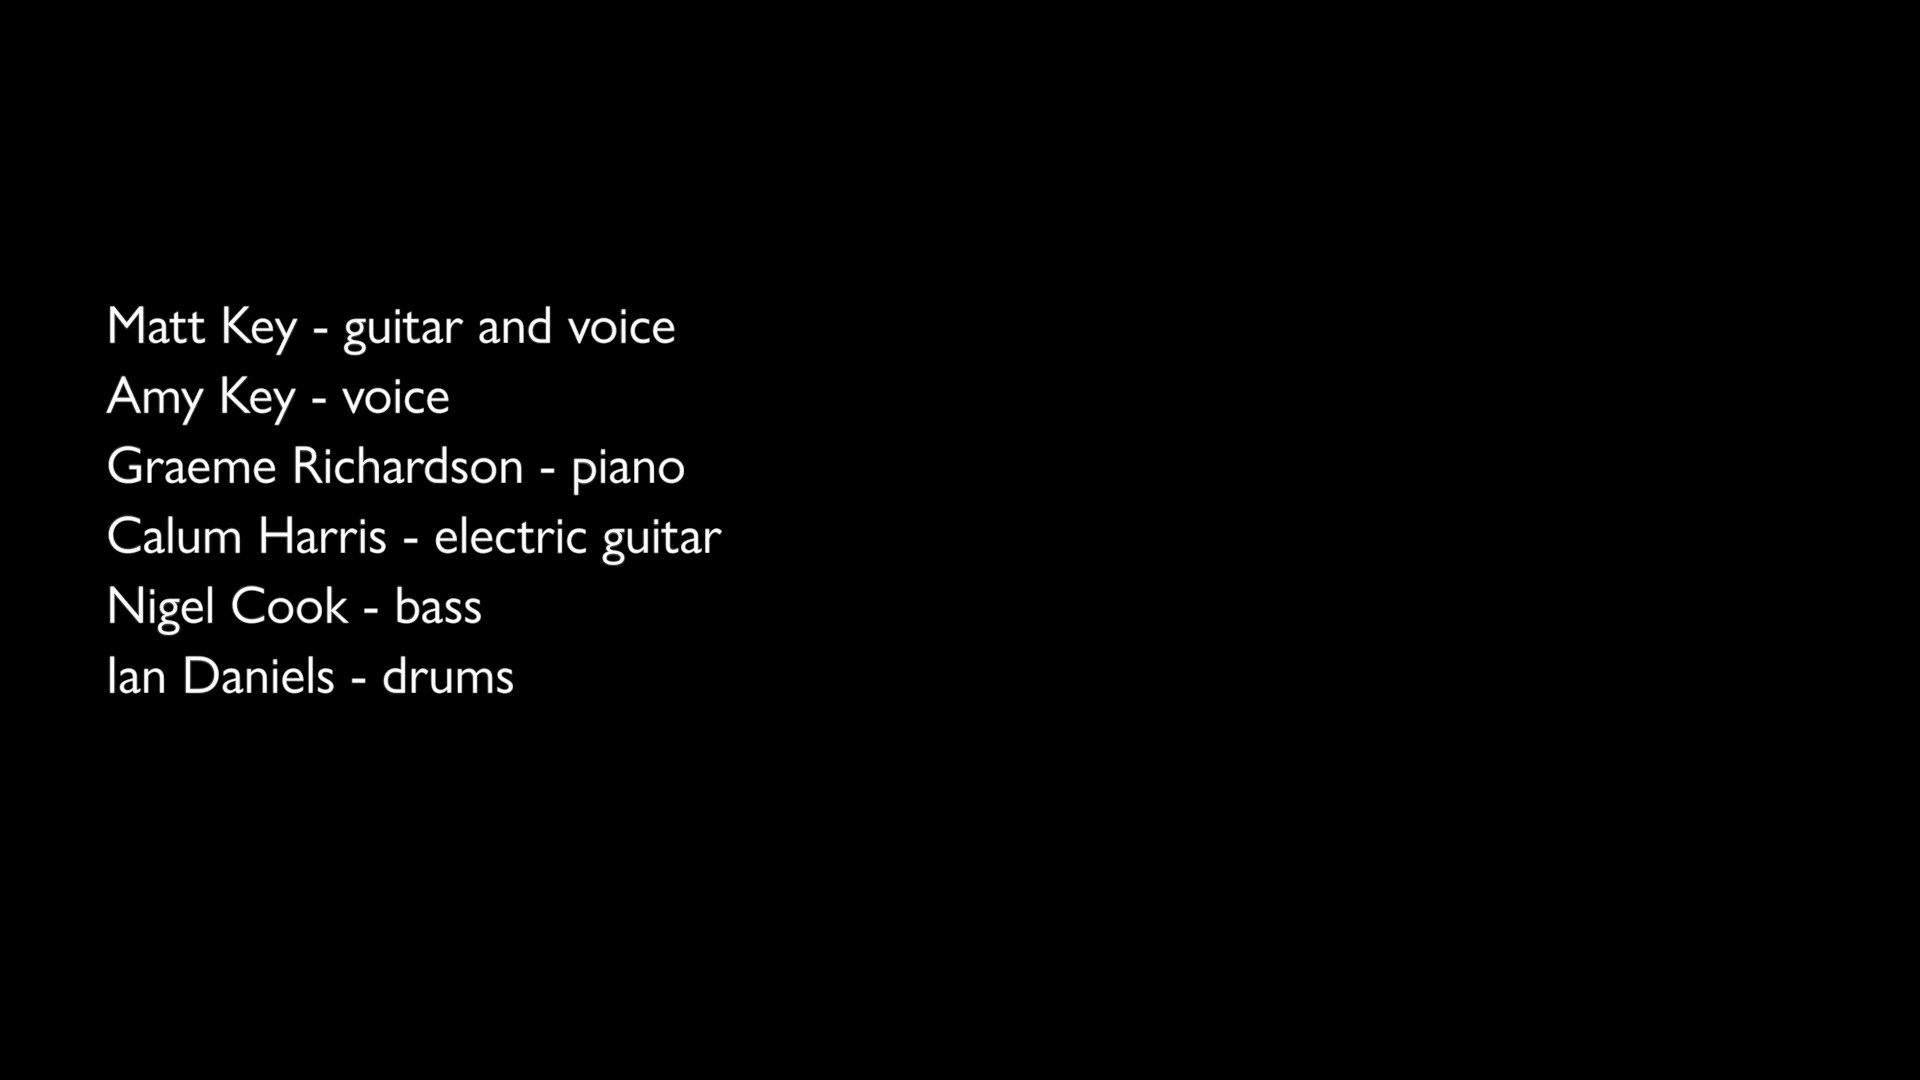 Matt Key - guitar and voice
Amy Key - voice
Graeme Richardson - piano
Calum Harris - electric guitar
Nigel Cook - bass
Ian Daniels - drums